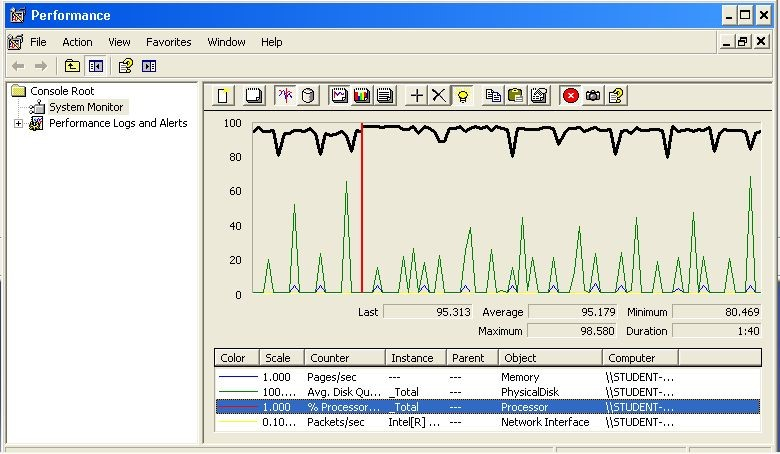 Performance
File Action View Favorites Window Help
Console Root
System Monitor
Performance Logs and Alerts
100
80
60
40
20
0
Last 95.313 Average 95.179 Minimum 80.469
Maximum 98.580 Duration 1:40
Color Scale Counter Instance Parent Object Computer
1.000 Pages/sec --- --- Memory \\STUDENT-...
100.... Avg. Disk Qu... _Total --- PhysicalDisk \\STUDENT-...
1.000 % Processor... _Total --- Processor \\STUDENT-...
0.10... Packets/sec Intel[R] ... --- Network Interface \\STUDENT-...